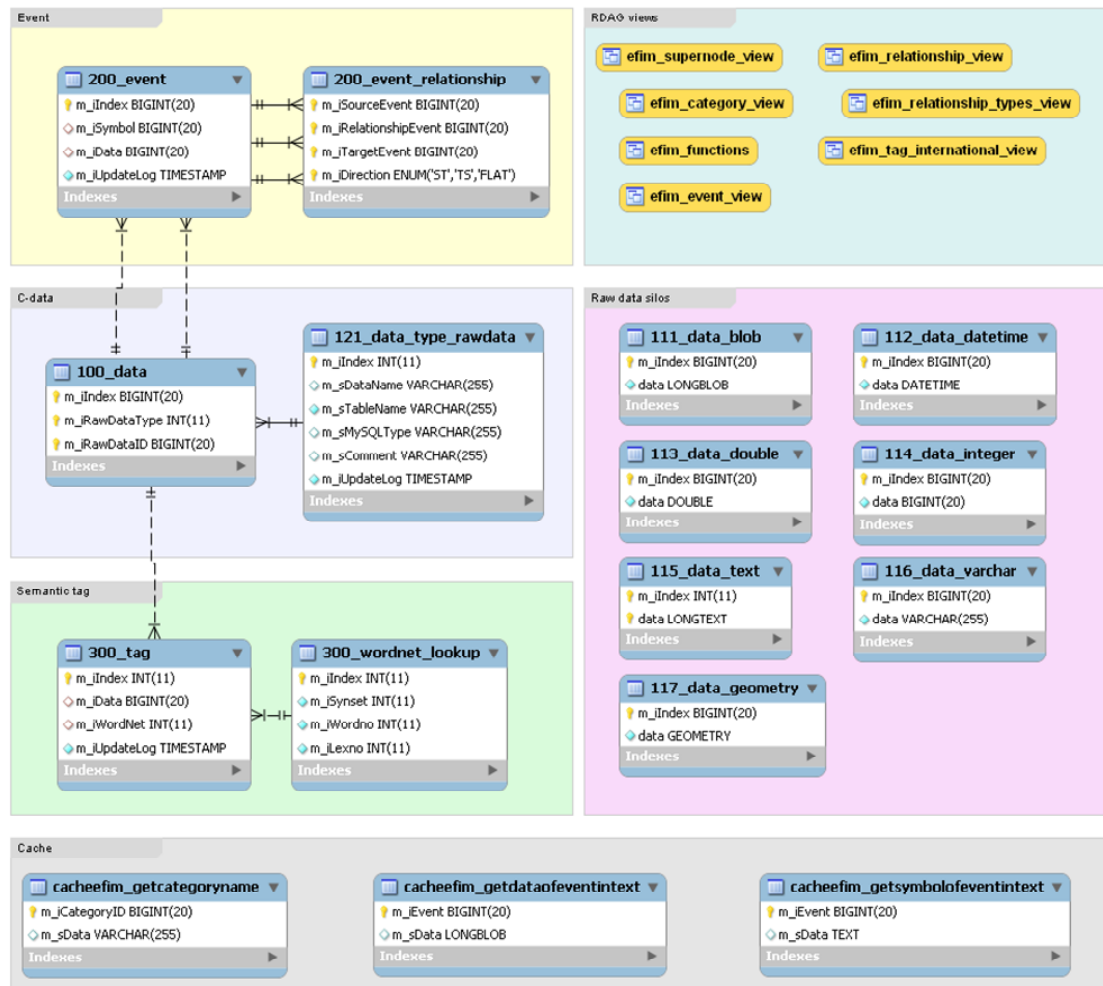 Event
200_event
m_iIndex BIGINT(20)
m_iSymbol BIGINT(20)
m_iData BIGINT(20)
m_iUpdateLog TIMESTAMP
Indexes
200_event_relationship
m_iSourceEvent BIGINT(20)
m_iRelationshipEvent BIGINT(20)
m_iTargetEvent BIGINT(20)
m_iDirection ENUM('ST','TS','FLAT')
Indexes
RDAG views
efim_supernode_view
efim_relationship_view
efim_category_view
efim_relationship_types_view
efim_functions
efim_tag_international_view
efim_event_view
C-data
100_data
m_iIndex BIGINT(20)
m_iRawDataType INT(11)
m_iRawDataID BIGINT(20)
Indexes
121_data_type_rawdata
m_iIndex INT(11)
m_sDataName VARCHAR(255)
m_sTableName VARCHAR(255)
m_sMySQLType VARCHAR(255)
m_sComment VARCHAR(255)
m_iUpdateLog TIMESTAMP
Indexes
Raw data silos
111_data_blob
m_iIndex BIGINT(20)
data LONGBLOB
Indexes
112_data_datetime
m_iIndex BIGINT(20)
data DATETIME
Indexes
113_data_double
m_iIndex BIGINT(20)
data DOUBLE
Indexes
114_data_integer
m_iIndex BIGINT(20)
data BIGINT(20)
Indexes
115_data_text
m_iIndex INT(11)
data LONGTEXT
Indexes
116_data_varchar
m_iIndex BIGINT(20)
data VARCHAR(255)
Indexes
117_data_geometry
m_iIndex BIGINT(20)
data GEOMETRY
Indexes
Semantic tag
300_tag
m_iIndex INT(11)
m_iData BIGINT(20)
m_iWordNet INT(11)
m_iUpdateLog TIMESTAMP
Indexes
300_wordnet_lookup
m_iIndex INT(11)
m_iSynset INT(11)
m_iWordno INT(11)
m_iLexno INT(11)
Indexes
Cache
cacheefim_getcategoryname
m_iCategoryID BIGINT(20)
m_sData VARCHAR(255)
Indexes
cacheefim_getdataofeventintext
m_iEvent BIGINT(20)
m_sData LONGBLOB
Indexes
cacheefim_getsymbolofeventintext
m_iEvent BIGINT(20)
m_sData TEXT
Indexes